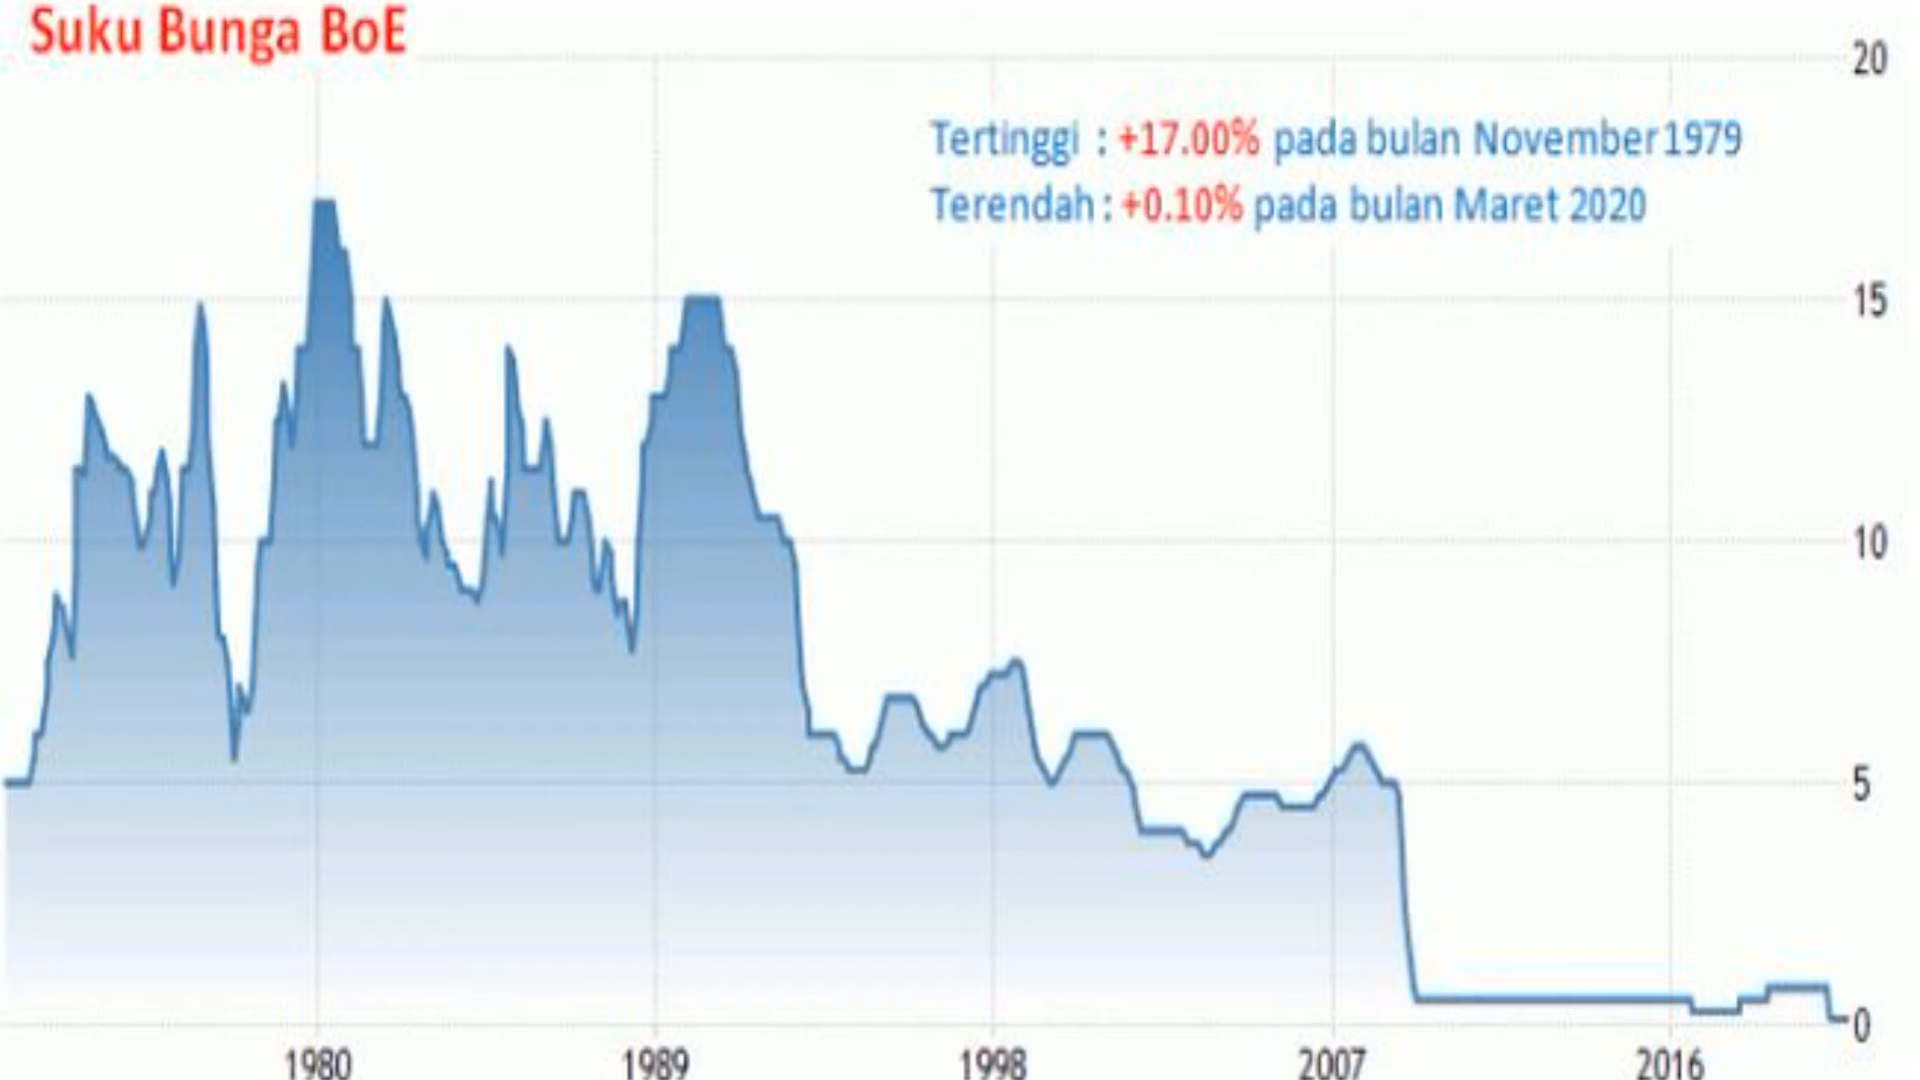 Suku Bunga BoE
20
Tertinggi : +17.00% pada bulan November 1979
Terendah : +0.10% pada bulan Maret 2020
15
10
5
0
1980 1989 1998 2007 2016